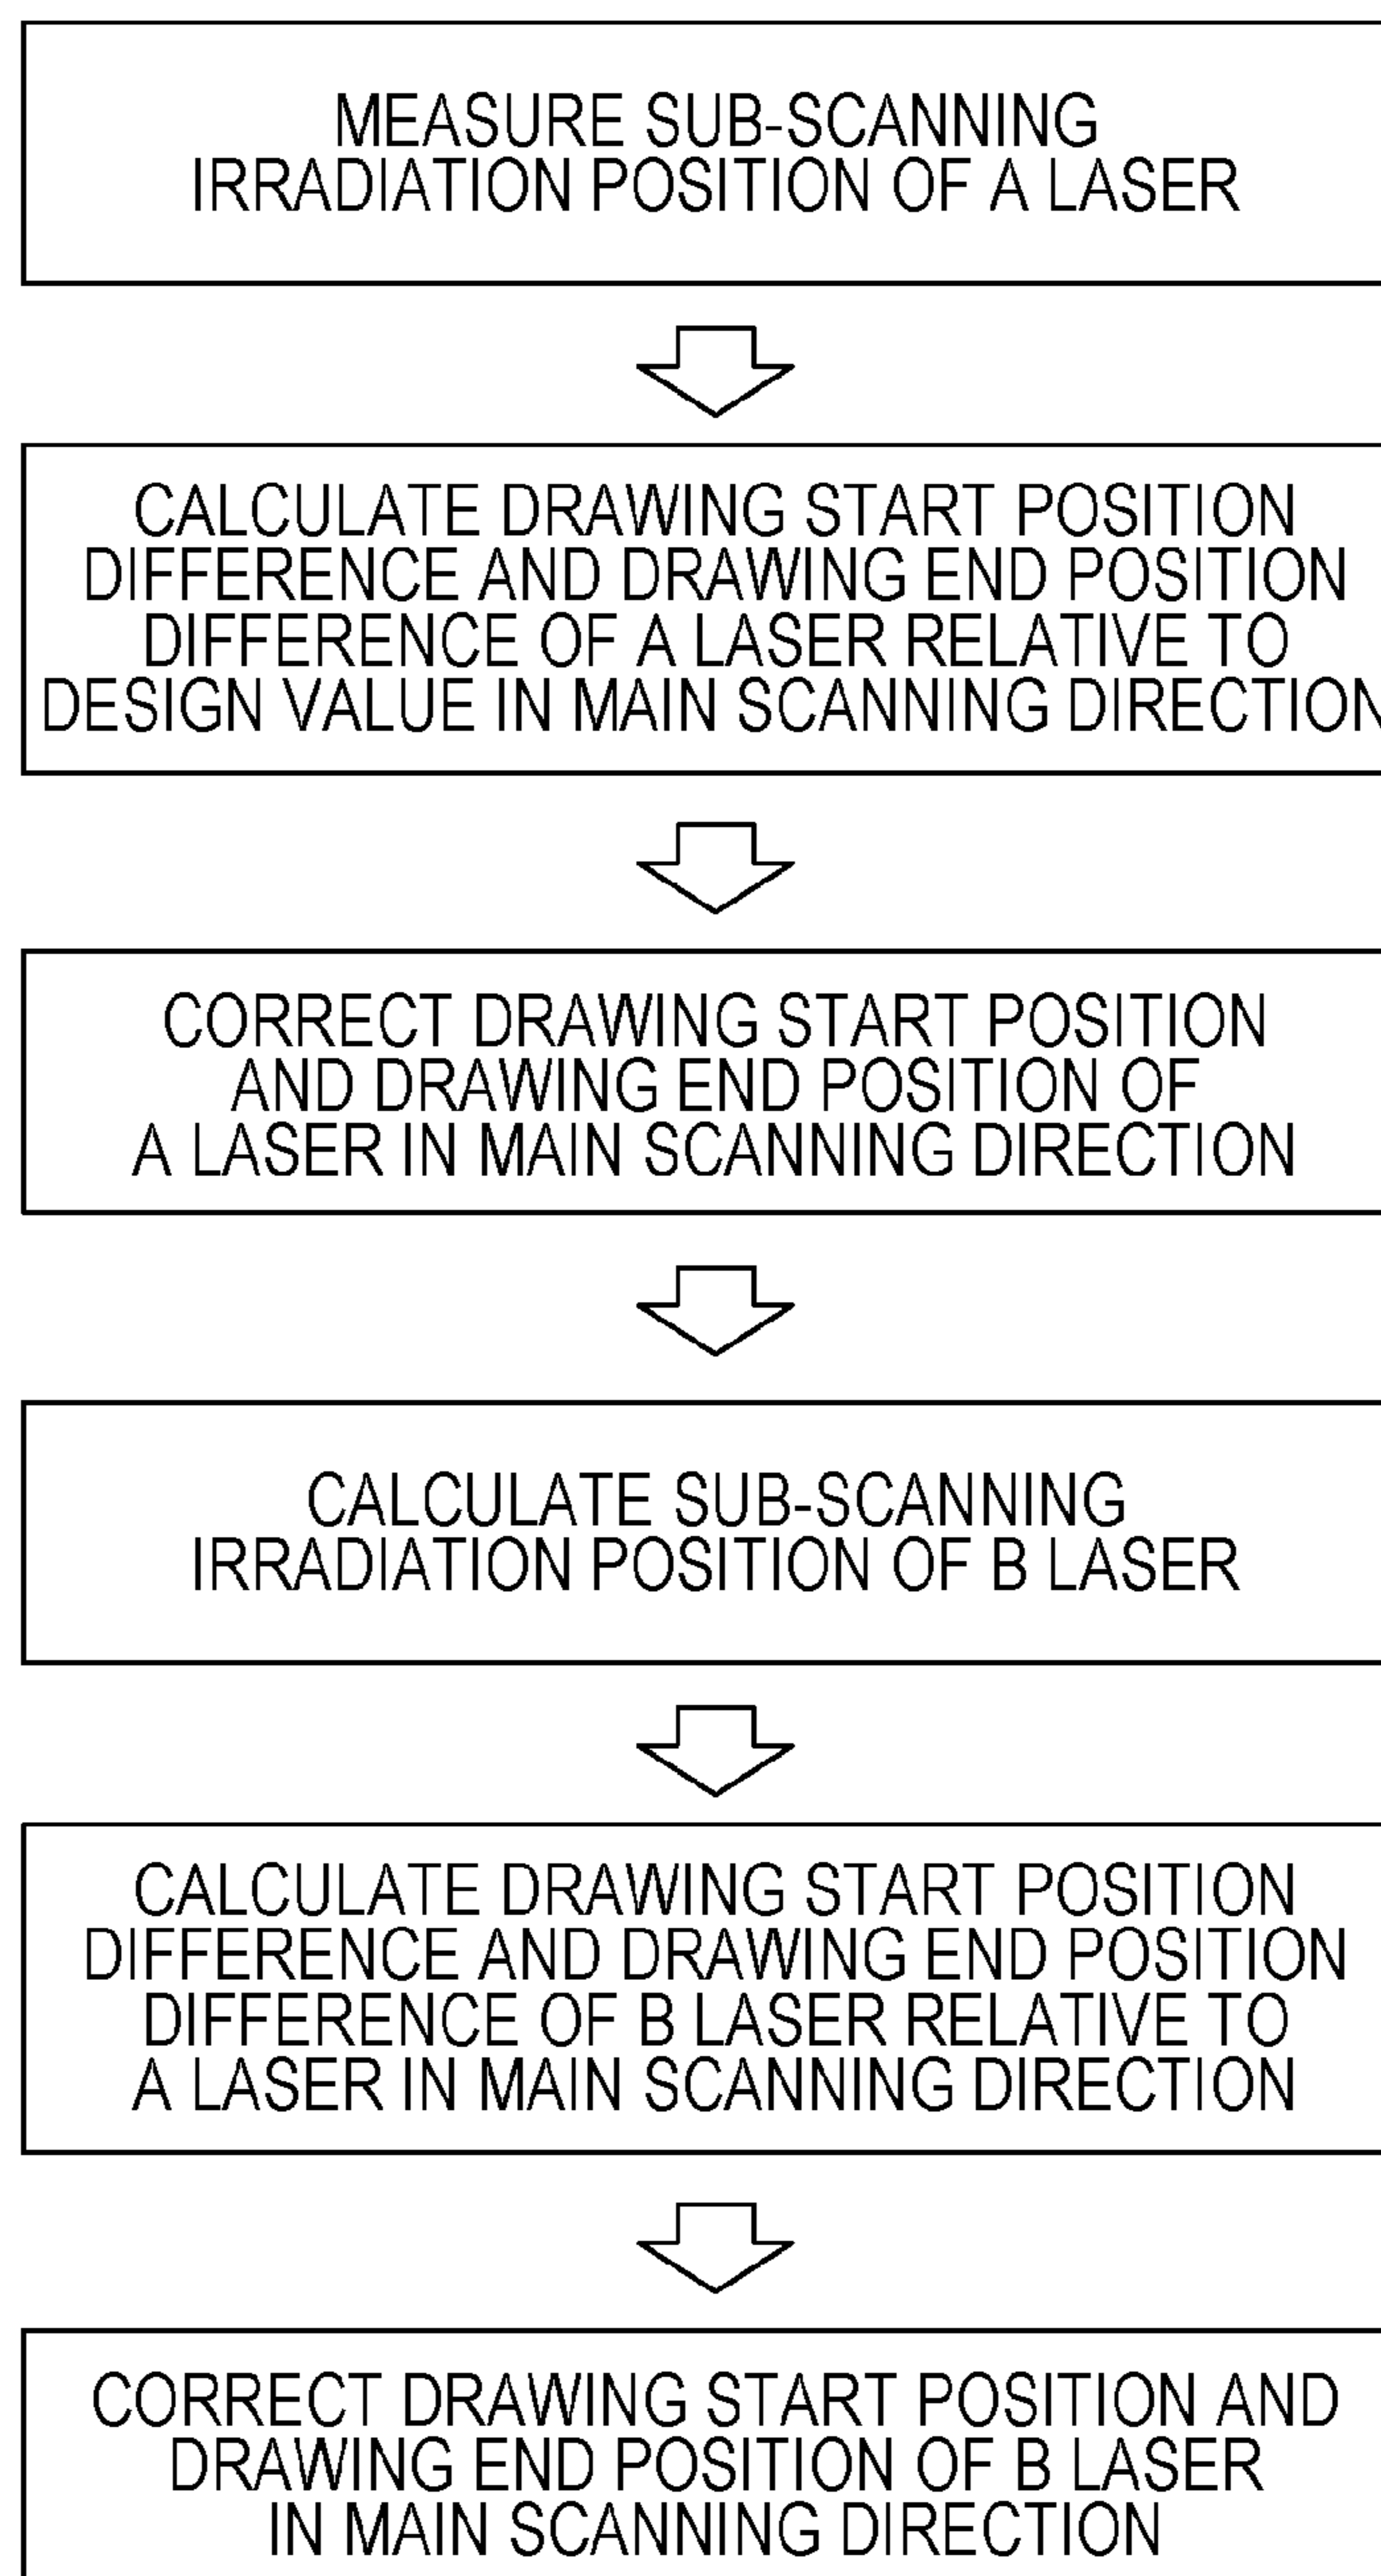 MEASURE SUB-SCANNING
IRRADIATION POSITION OF A LASER
CALCULATE DRAWING START POSITION
DIFFERENCE AND DRAWING END POSITION
DIFFERENCE OF A LASER RELATIVE TO
DESIGN VALUE IN MAIN SCANNING DIRECTION
CORRECT DRAWING START POSITION
AND DRAWING END POSITION OF
A LASER IN MAIN SCANNING DIRECTION
CALCULATE SUB-SCANNING
IRRADIATION POSITION OF B LASER
CALCULATE DRAWING START POSITION
DIFFERENCE AND DRAWING END POSITION
DIFFERENCE OF B LASER RELATIVE TO
A LASER IN MAIN SCANNING DIRECTION
CORRECT DRAWING START POSITION AND
DRAWING END POSITION OF B LASER
IN MAIN SCANNING DIRECTION